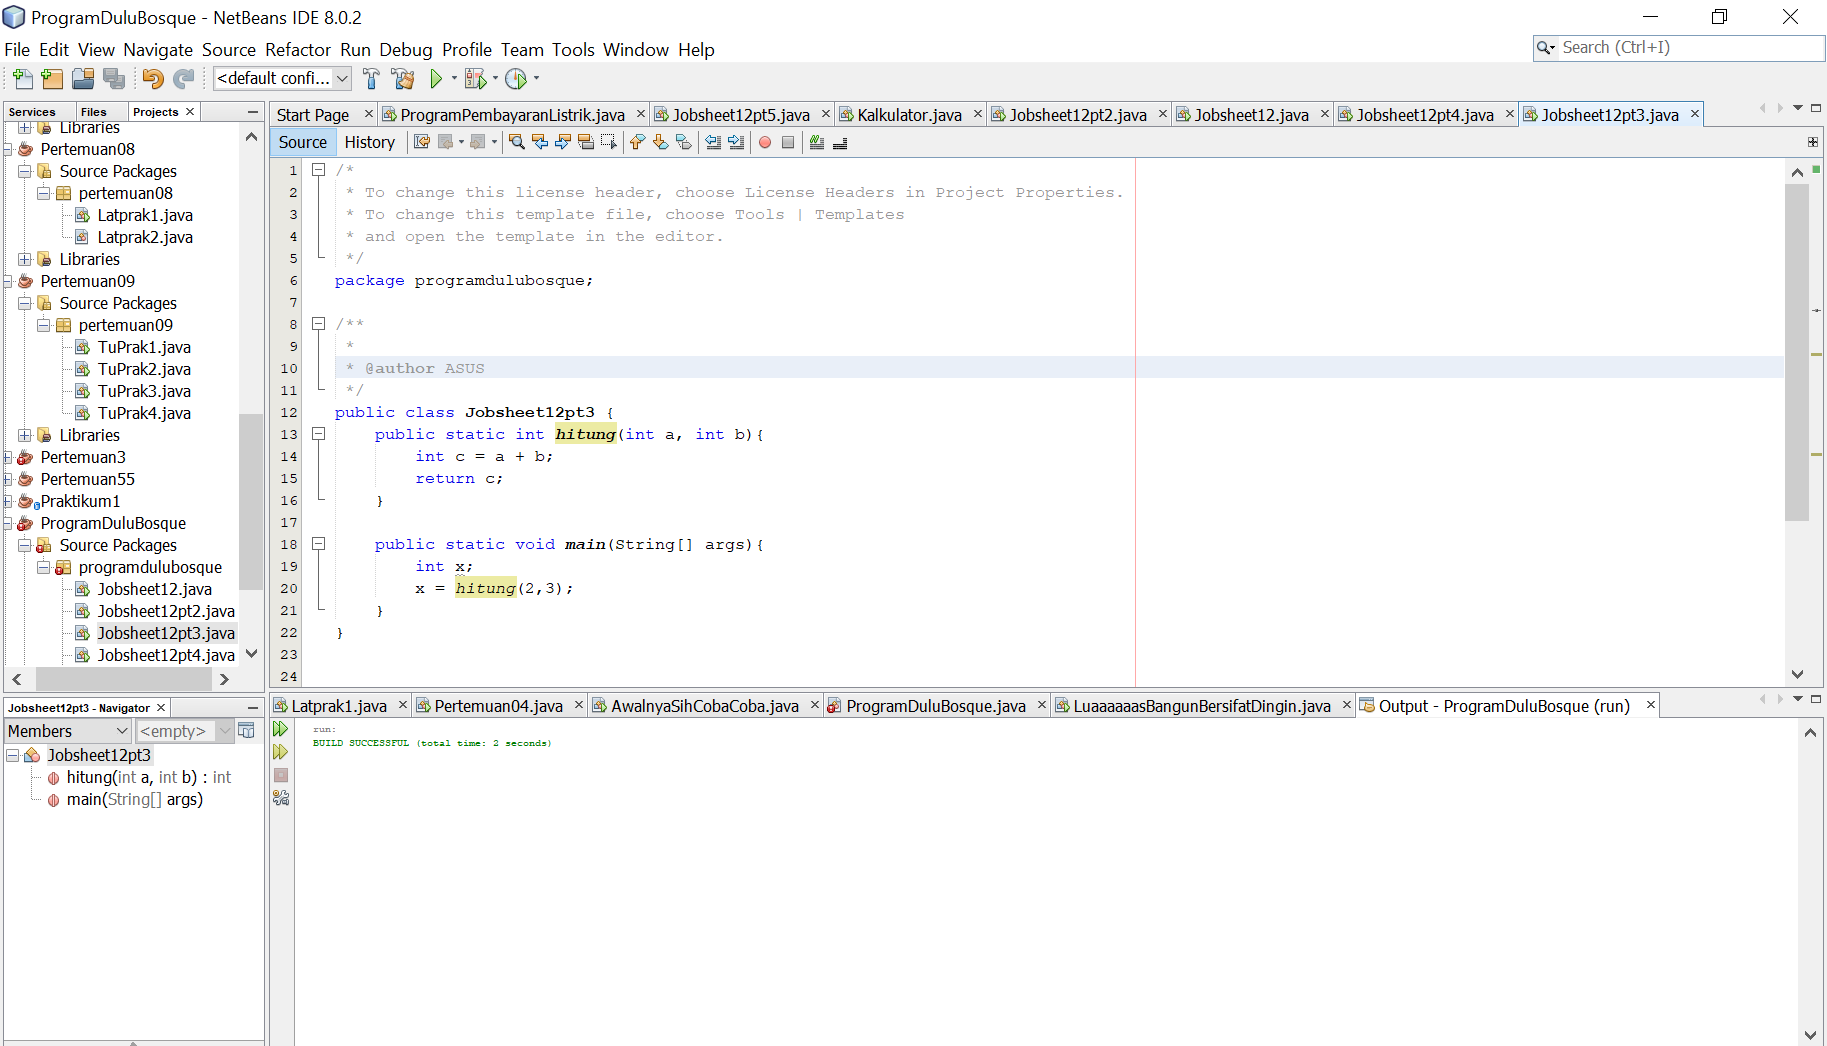 ProgramDuluBosque - NetBeans IDE 8.0.2
File Edit View Navigate Source Refactor Run Debug Profile Team Tools Window Help
Search (Ctrl+I)
<default confi...
Services Files Projects
Libraries
Pertemuan08
Source Packages
pertemuan08
Latprak1.java
Latprak2.java
Libraries
Pertemuan09
Source Packages
pertemuan09
TuPrak1.java
TuPrak2.java
TuPrak3.java
TuPrak4.java
Libraries
Pertemuan3
Pertemuan55
Praktikum1
ProgramDuluBosque
Source Packages
programdulubosque
Jobsheet12.java
Jobsheet12pt2.java
Jobsheet12pt3.java
Jobsheet12pt4.java
Start Page ProgramPembayaranListrik.java Jobsheet12pt5.java Kalkulator.java Jobsheet12pt2.java Jobsheet12.java Jobsheet12pt4.java Jobsheet12pt3.java
Source History
1 /*
2 * To change this license header, choose License Headers in Project Properties.
3 * To change this template file, choose Tools | Templates
4 * and open the template in the editor.
5 */
6 package programdulubosque;
7
8 /**
9 *
10 * @author ASUS
11 */
12 public class Jobsheet12pt3 {
13 public static int hitung(int a, int b){
14 int c = a + b;
15 return c;
16 }
17
18 public static void main(String[] args){
19 int x;
20 x = hitung(2,3);
21 }
22 }
23
24
Jobsheet12pt3 - Navigator
Members <empty>
Jobsheet12pt3
hitung(int a, int b) : int
main(String[] args)
Latprak1.java Pertemuan04.java AwalnyaSihCobaCoba.java ProgramDuluBosque.java LuaaaaaasBangunBersifatDingin.java Output - ProgramDuluBosque (run)
run:
BUILD SUCCESSFUL (total time: 2 seconds)